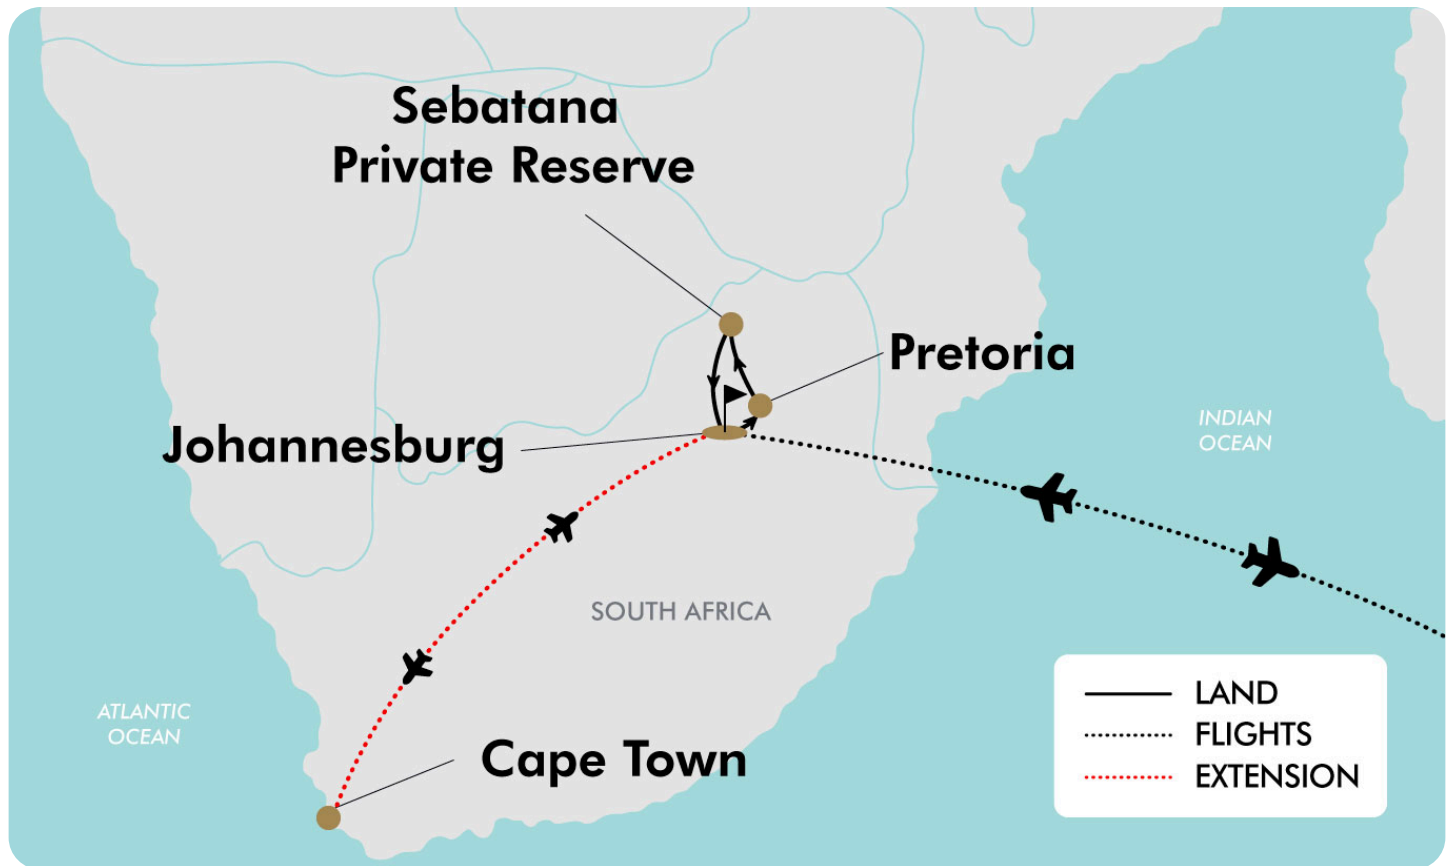 Sebatana
Private Reserve
Pretoria
Johannesburg
INDIAN
OCEAN
SOUTH AFRICA
ATLANTIC
OCEAN
Cape Town
LAND
FLIGHTS
EXTENSION